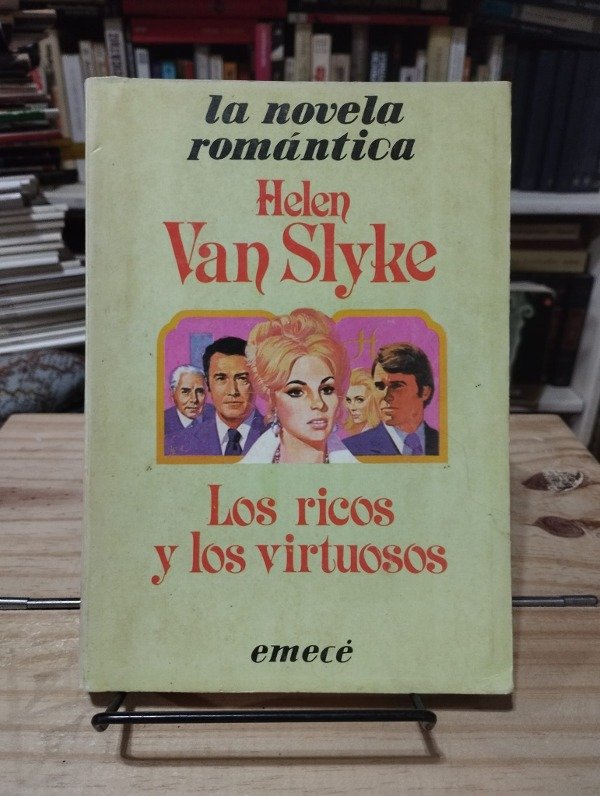 la novela
romántica
Helen
Van Slyke
Los ricos
y los virtuosos
emecé